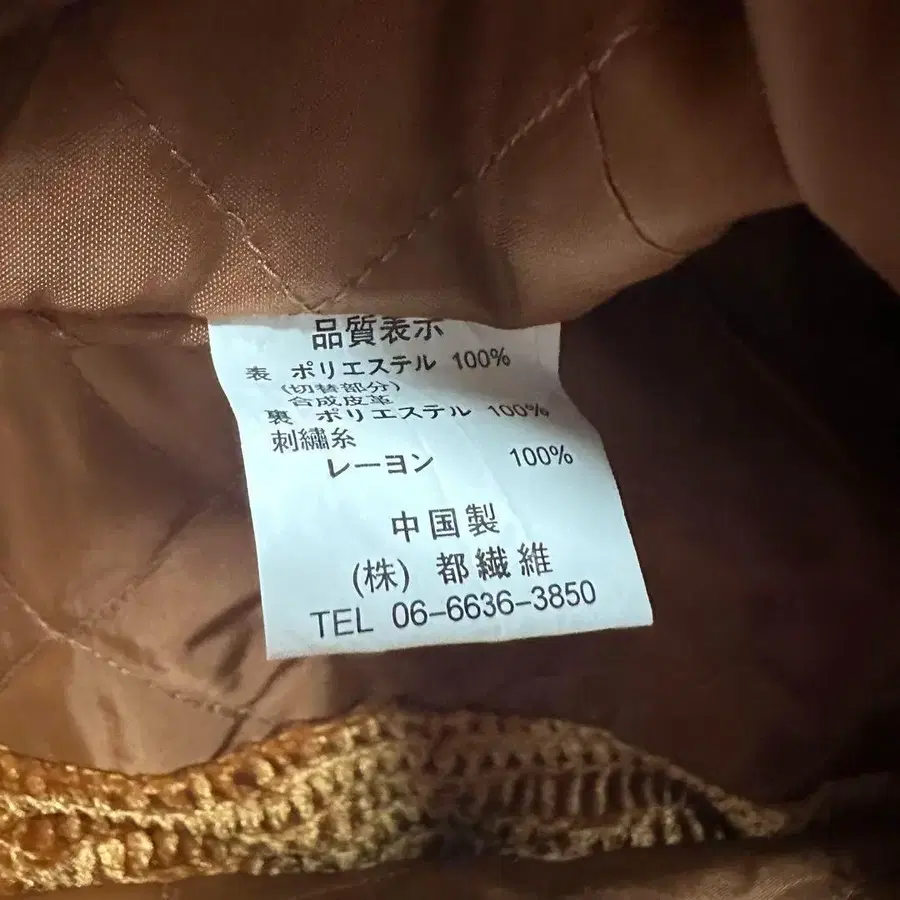 品質表示
表 ポリエステル 100%
(切替部分)
合成皮革
裏 ポリエステル 100%
刺繡糸
レーヨン 100%
中国製
(株) 都繊維
TEL 06-6636-3850